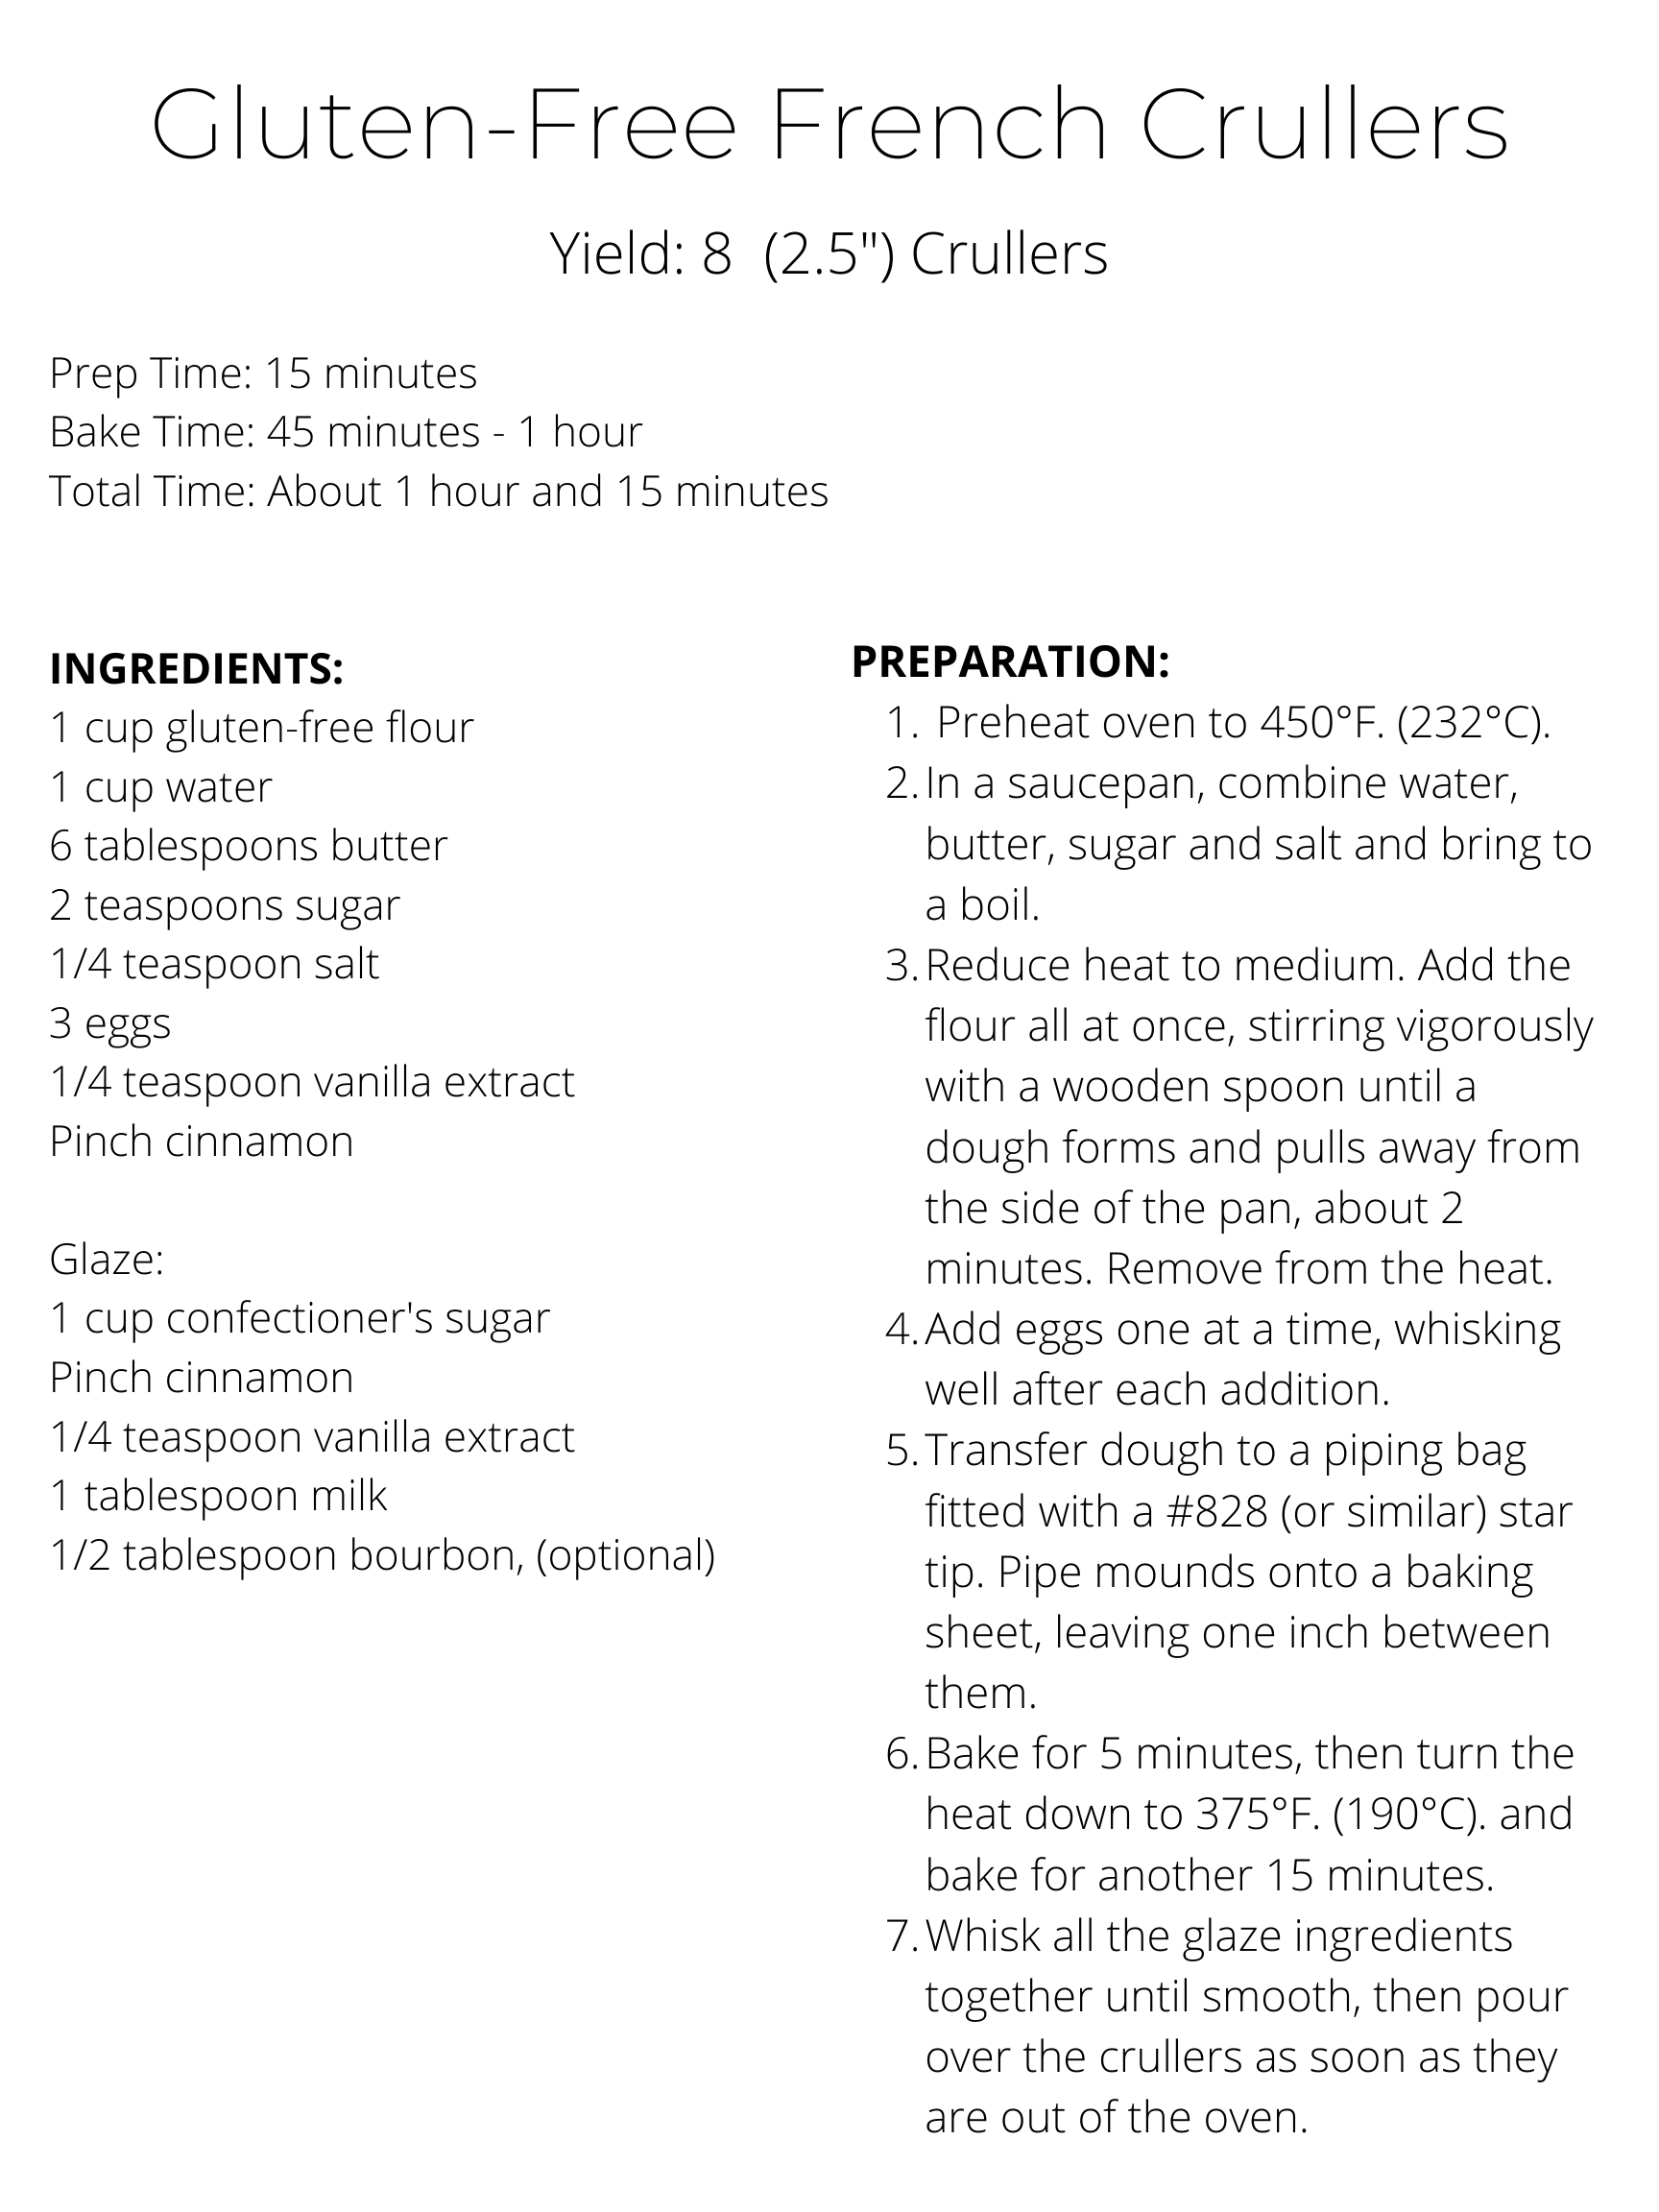 Gluten-Free French Crullers
Yield: 8  (2.5") Crullers
Prep Time: 15 minutes
Bake Time: 45 minutes - 1 hour
Total Time: About 1 hour and 15 minutes
INGREDIENTS:
1 cup gluten-free flour
1 cup water
6 tablespoons butter
2 teaspoons sugar
1/4 teaspoon salt
3 eggs
1/4 teaspoon vanilla extract
Pinch cinnamon
Glaze:
1 cup confectioner's sugar
Pinch cinnamon
1/4 teaspoon vanilla extract
1 tablespoon milk
1/2 tablespoon bourbon, (optional)
PREPARATION:
1. Preheat oven to 450°F. (232°C).
2. In a saucepan, combine water,
butter, sugar and salt and bring to
a boil.
3. Reduce heat to medium. Add the
flour all at once, stirring vigorously
with a wooden spoon until a
dough forms and pulls away from
the side of the pan, about 2
minutes. Remove from the heat.
4. Add eggs one at a time, whisking
well after each addition.
5. Transfer dough to a piping bag
fitted with a #828 (or similar) star
tip. Pipe mounds onto a baking
sheet, leaving one inch between
them.
6. Bake for 5 minutes, then turn the
heat down to 375°F. (190°C). and
bake for another 15 minutes.
7. Whisk all the glaze ingredients
together until smooth, then pour
over the crullers as soon as they
are out of the oven.